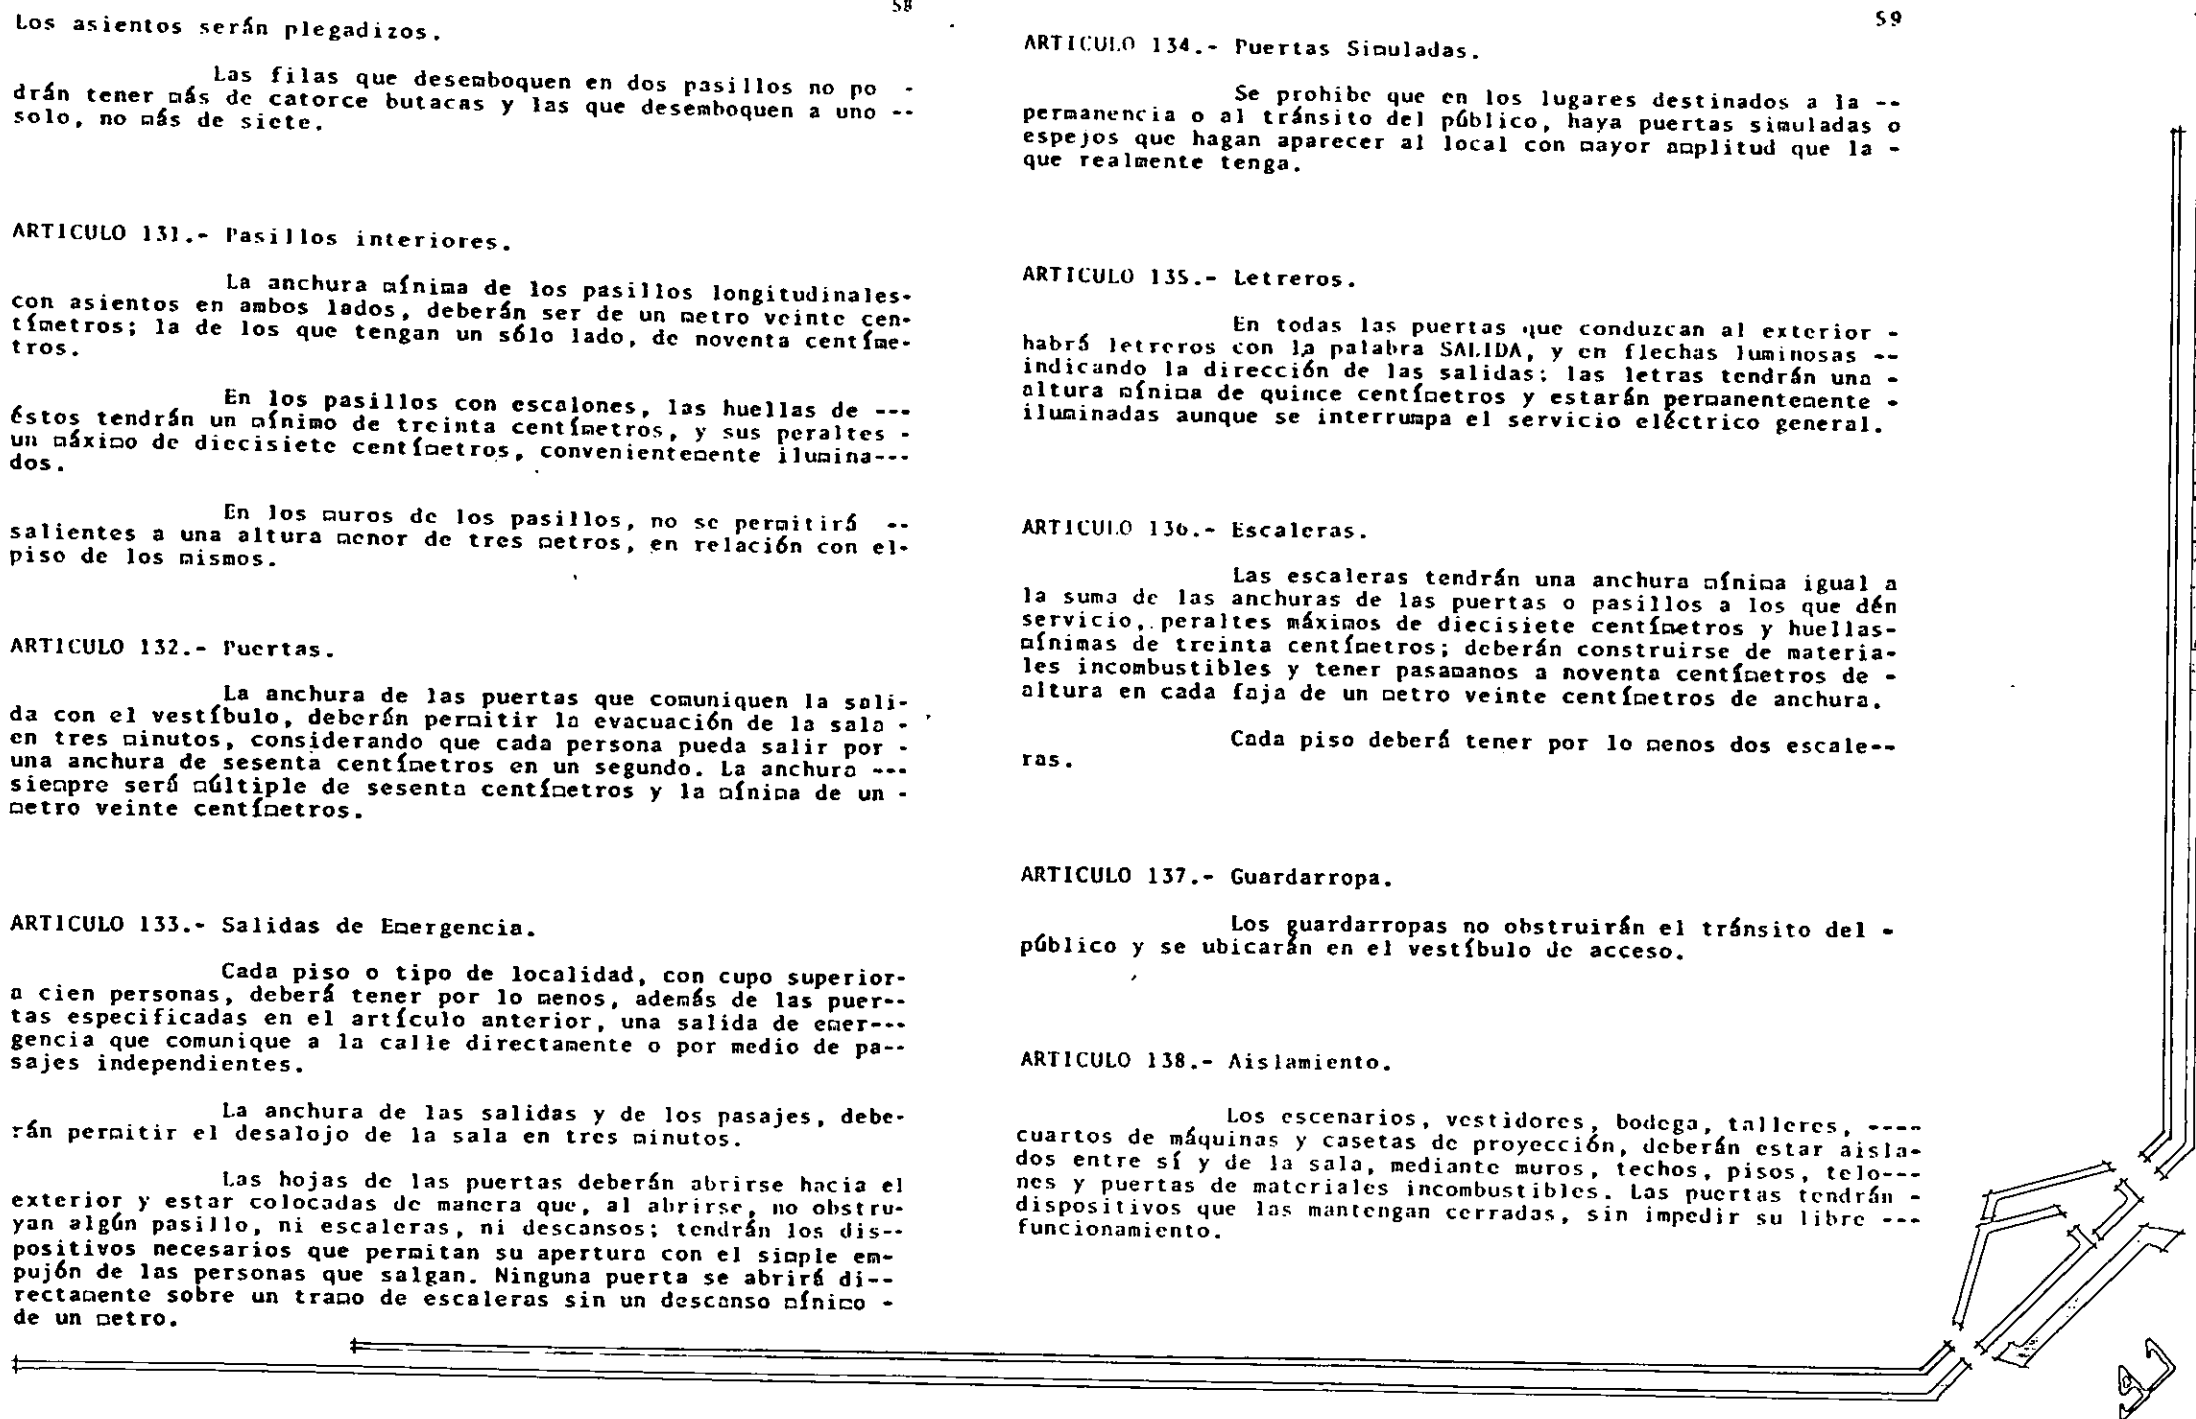 58
Los asientos serán plegadizos.
Las filas que desemboquen en dos pasillos no po -
drán tener más de catorce butacas y las que desemboquen a uno --
solo, no más de siete.
ARTICULO 131.- Pasillos interiores.
La anchura mínima de los pasillos longitudinales-
con asientos en ambos lados, deberán ser de un metro veinte cen-
tímetros; la de los que tengan un sólo lado, de noventa centíme-
tros.
En los pasillos con escalones, las huellas de ---
éstos tendrán un mínimo de treinta centímetros, y sus peraltes -
un máximo de diecisiete centímetros, convenientemente ilumina---
dos.
En los muros de los pasillos, no se permitirá --
salientes a una altura menor de tres metros, en relación con el-
piso de los mismos.
ARTICULO 132.- Puertas.
La anchura de las puertas que comuniquen la sali-
da con el vestíbulo, deberán permitir la evacuación de la sala -
en tres minutos, considerando que cada persona pueda salir por -
una anchura de sesenta centímetros en un segundo. La anchura ---
siempre será múltiple de sesenta centímetros y la mínima de un -
metro veinte centímetros.
ARTICULO 133.- Salidas de Emergencia.
Cada piso o tipo de localidad, con cupo superior-
a cien personas, deberá tener por lo menos, además de las puer--
tas especificadas en el artículo anterior, una salida de emer---
gencia que comunique a la calle directamente o por medio de pa--
sajes independientes.
La anchura de las salidas y de los pasajes, debe-
rán permitir el desalojo de la sala en tres minutos.
Las hojas de las puertas deberán abrirse hacia el
exterior y estar colocadas de manera que, al abrirse, no obstru-
yan algún pasillo, ni escaleras, ni descansos; tendrán los dis--
positivos necesarios que permitan su apertura con el simple em-
pujón de las personas que salgan. Ninguna puerta se abrirá di--
rectamente sobre un tramo de escaleras sin un descanso mínimo -
de un metro.
59
ARTICULO 134.- Puertas Simuladas.
Se prohibe que en los lugares destinados a la --
permanencia o al tránsito del público, haya puertas simuladas o
espejos que hagan aparecer al local con mayor amplitud que la -
que realmente tenga.
ARTICULO 135.- Letreros.
En todas las puertas que conduzcan al exterior -
habrá letreros con la palabra SALIDA, y en flechas luminosas --
indicando la dirección de las salidas; las letras tendrán una -
altura mínima de quince centímetros y estarán permanentemente -
iluminadas aunque se interrumpa el servicio eléctrico general.
ARTICULO 136.- Escaleras.
Las escaleras tendrán una anchura mínima igual a
la suma de las anchuras de las puertas o pasillos a los que dén
servicio, peraltes máximos de diecisiete centímetros y huellas-
mínimas de treinta centímetros; deberán construirse de materia-
les incombustibles y tener pasamanos a noventa centímetros de -
altura en cada faja de un metro veinte centímetros de anchura.
Cada piso deberá tener por lo menos dos escale--
ras.
ARTICULO 137.- Guardarropa.
Los guardarropas no obstruirán el tránsito del -
público y se ubicarán en el vestíbulo de acceso.
ARTICULO 138.- Aislamiento.
Los escenarios, vestidores, bodega, talleres, ----
cuartos de máquinas y casetas de proyección, deberán estar aisla-
dos entre sí y de la sala, mediante muros, techos, pisos, telo---
nes y puertas de materiales incombustibles. Las puertas tendrán -
dispositivos que las mantengan cerradas, sin impedir su libre ---
funcionamiento.